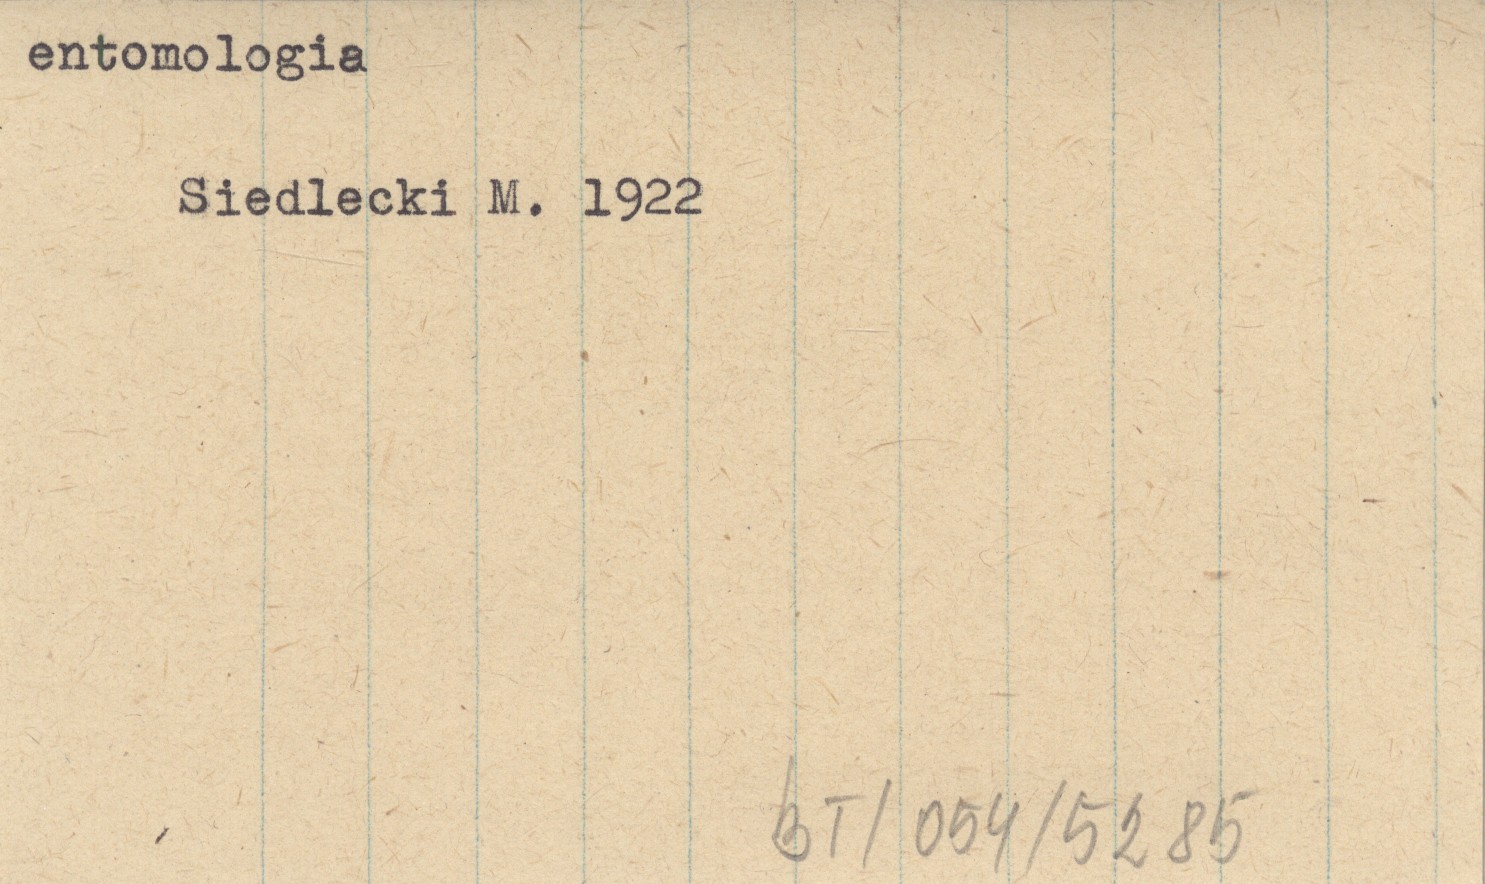 entomologia
Siedlecki M. 1922
BT/054/5285